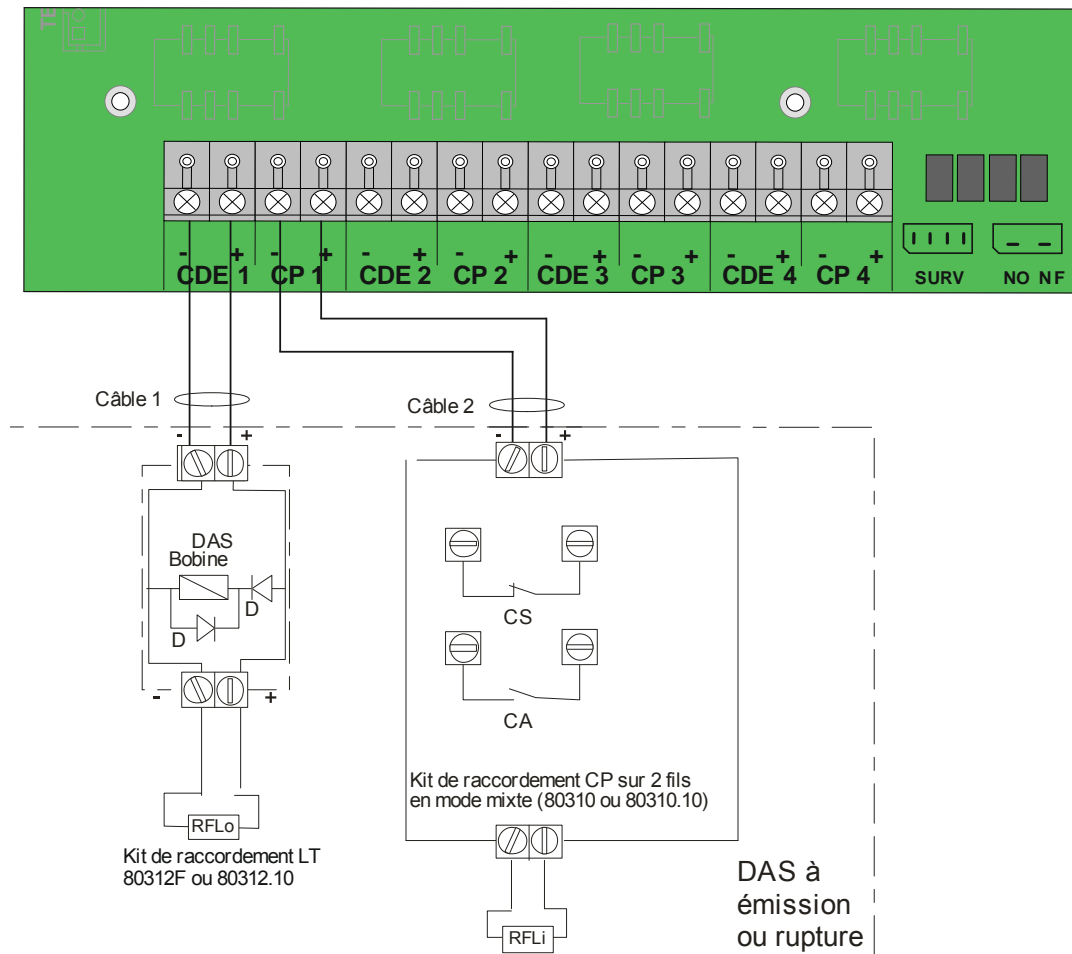 TE
- + - + - + - + - + - + - + - +
CDE 1 CP 1 CDE 2 CP 2 CDE 3 CP 3 CDE 4 CP 4 SURV NO NF
Câble 1
Câble 2
- +
- +
DAS
Bobine
D
D
CS
CA
- +
Kit de raccordement CP sur 2 fils
en mode mixte (80310 ou 80310.10)
RFLo
Kit de raccordement LT
80312F ou 80312.10
RFLi
DAS à
émission
ou rupture